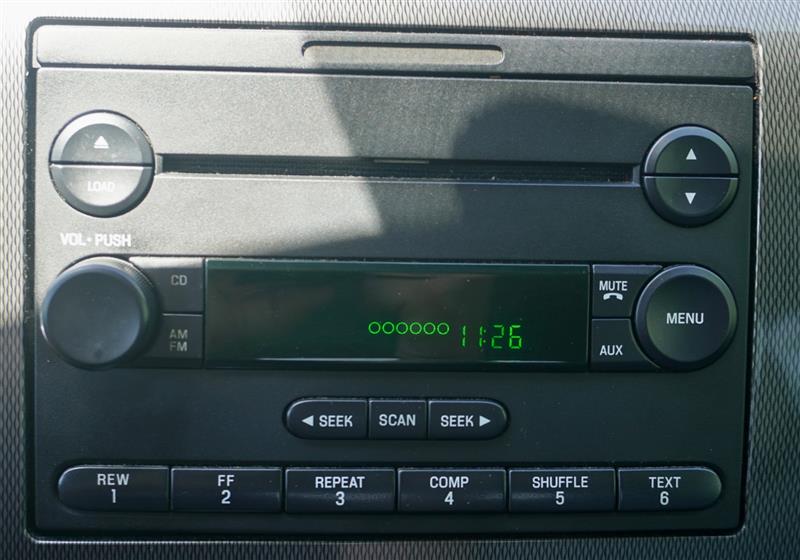 LOAD
VOL • PUSH
CD
AM
FM
11:26
MUTE
AUX
MENU
◄ SEEK
SCAN
SEEK ►
REW
1
FF
2
REPEAT
3
COMP
4
SHUFFLE
5
TEXT
6